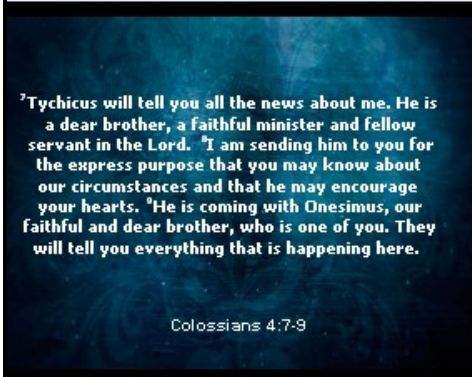 ⁷Tychicus will tell you all the news about me. He is
a dear brother, a faithful minister and fellow
servant in the Lord. ⁸I am sending him to you for
the express purpose that you may know about
our circumstances and that he may encourage
your hearts. ⁹He is coming with Onesimus, our
faithful and dear brother, who is one of you. They
will tell you everything that is happening here.
Colossians 4:7-9